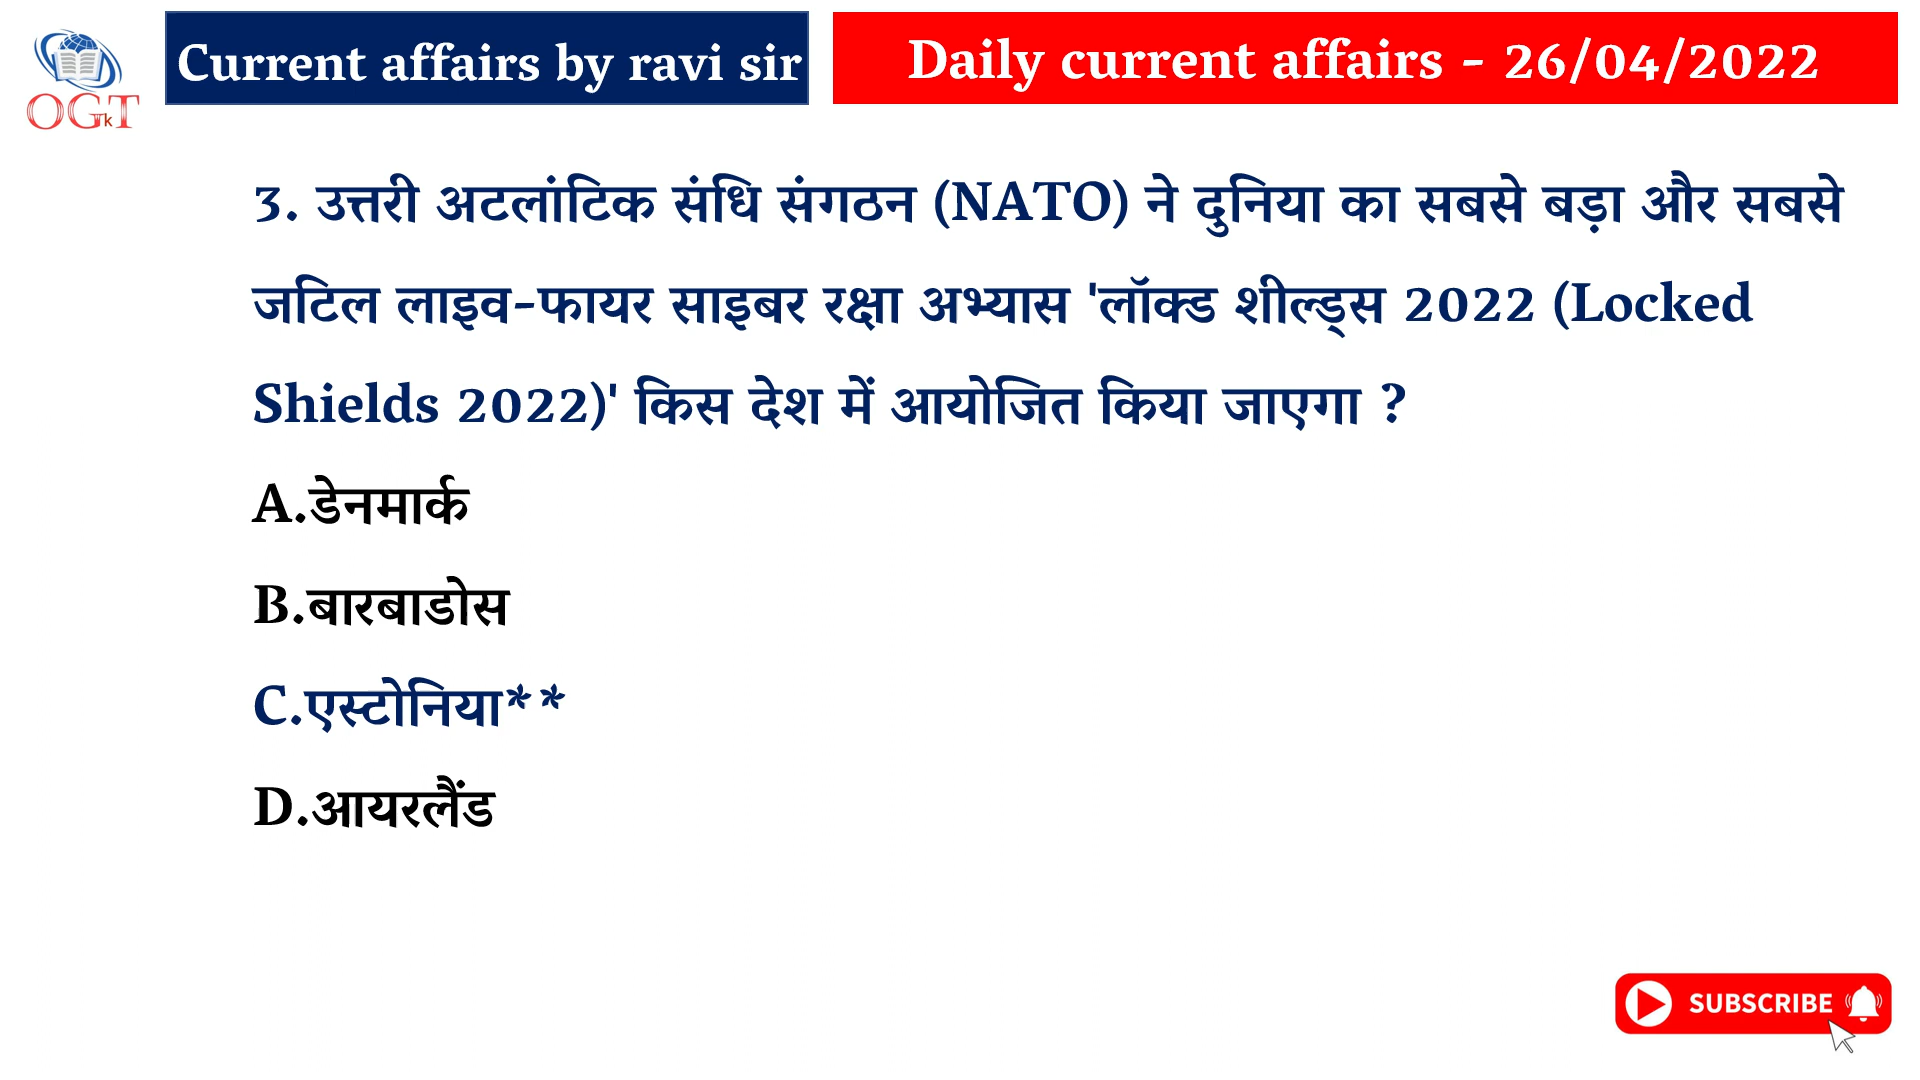 Current affairs by ravi sir
Daily current affairs - 26/04/2022
OGTk
3. उत्तरी अटलांटिक संधि संगठन (NATO) ने दुनिया का सबसे बड़ा और सबसे
जटिल लाइव-फायर साइबर रक्षा अभ्यास 'लॉक्ड शील्ड्स 2022 (Locked
Shields 2022)' किस देश में आयोजित किया जाएगा ?
A.डेनमार्क
B.बारबाडोस
C.एस्टोनिया**
D.आयरलैंड
SUBSCRIBE